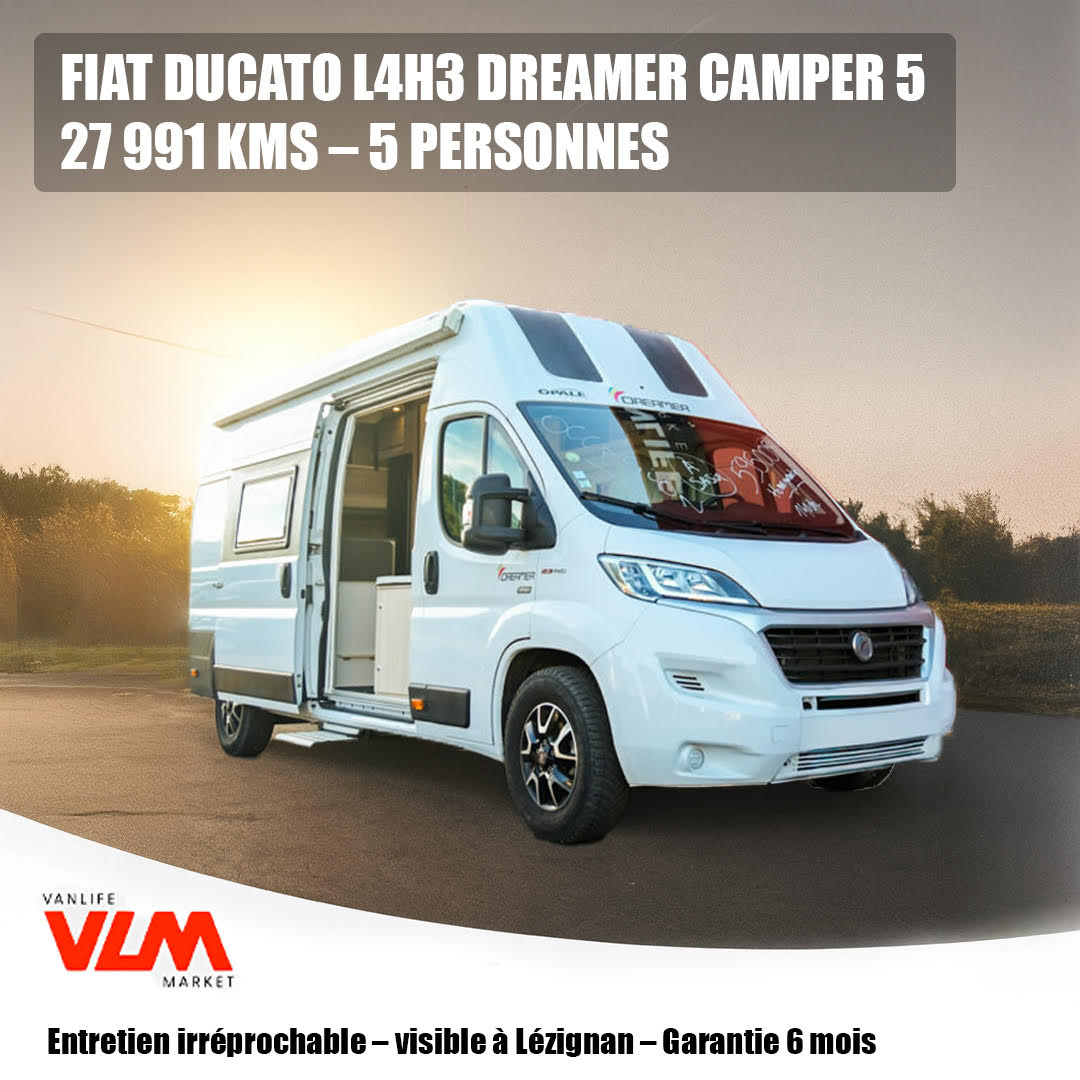 FIAT DUCATO L4H3 DREAMER CAMPER 5
27 991 KMS – 5 PERSONNES
OPALE DREAMER
DREAMER
VANLIFE
VLM
MARKET
Entretien irréprochable – visible à Lézignan – Garantie 6 mois